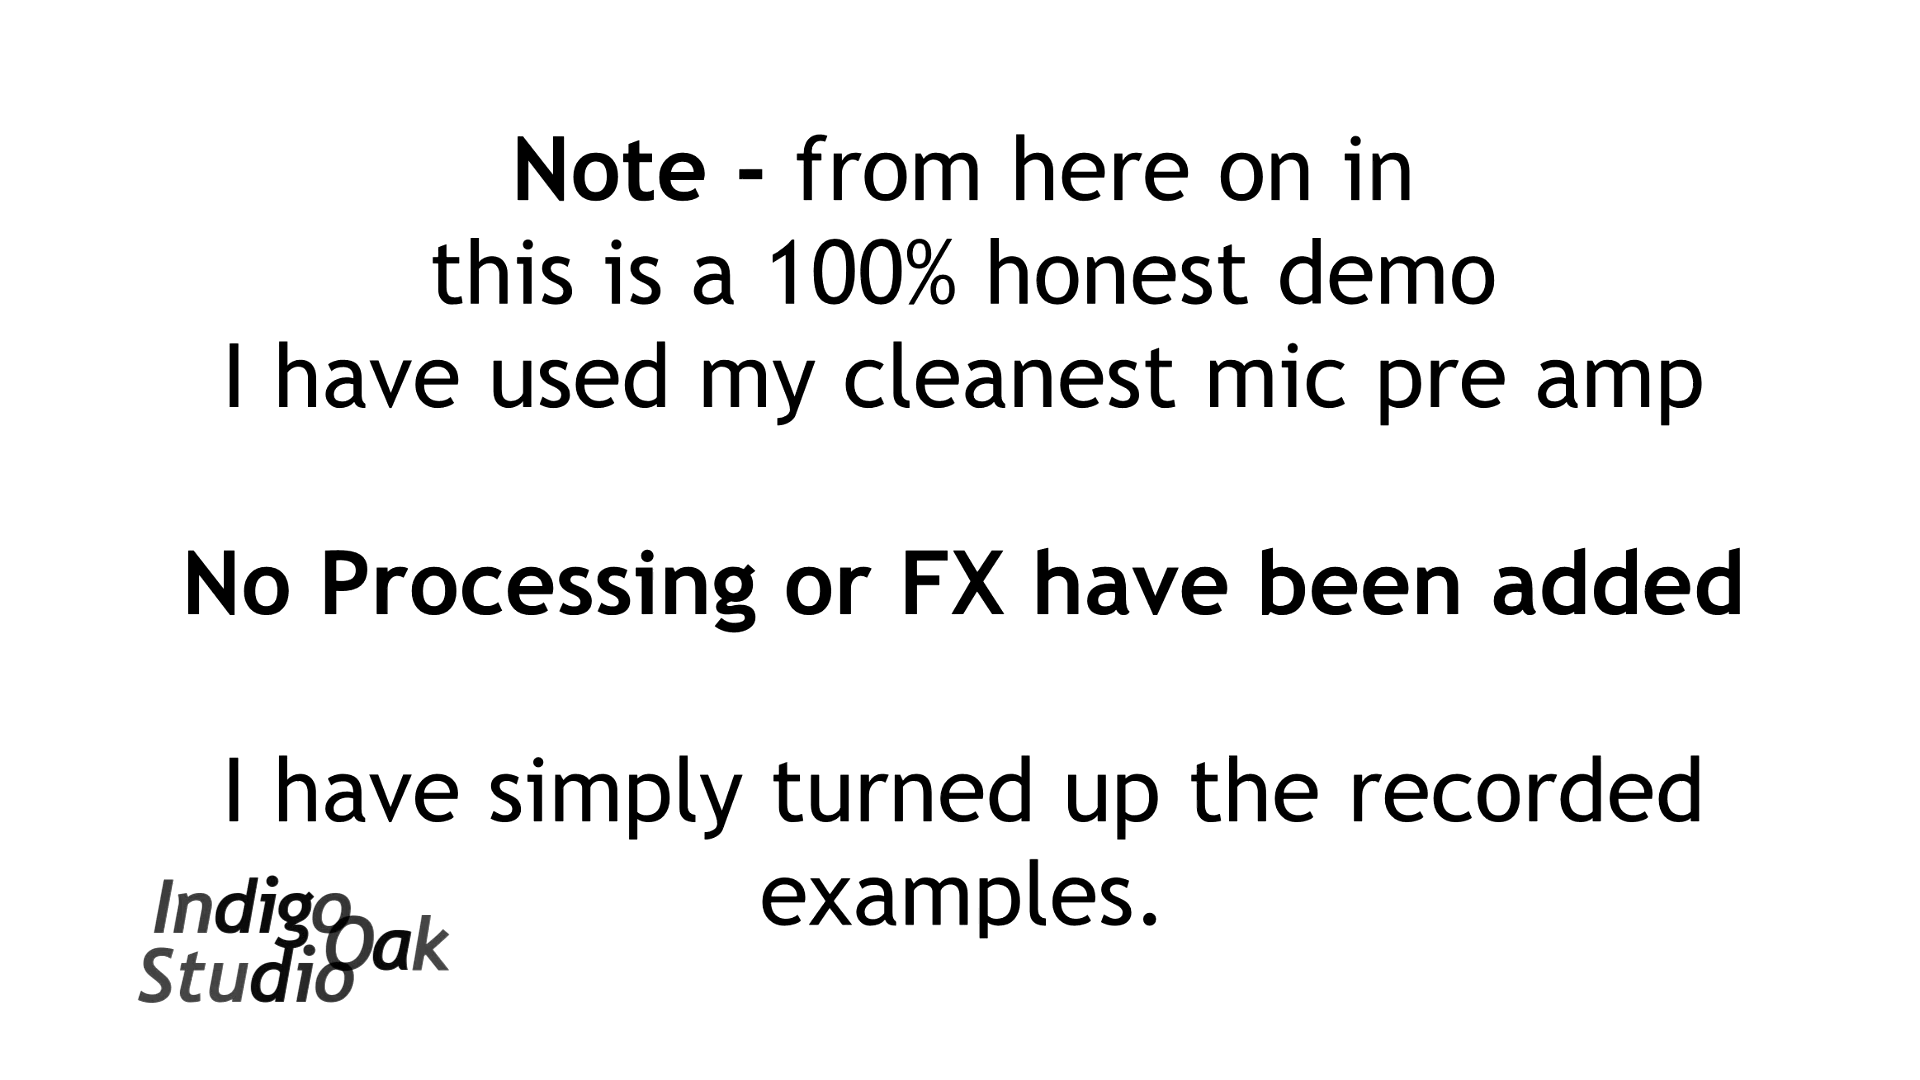 Note - from here on in
this is a 100% honest demo
I have used my cleanest mic pre amp
No Processing or FX have been added
I have simply turned up the recorded
examples.
Indigo
Oak
Studio